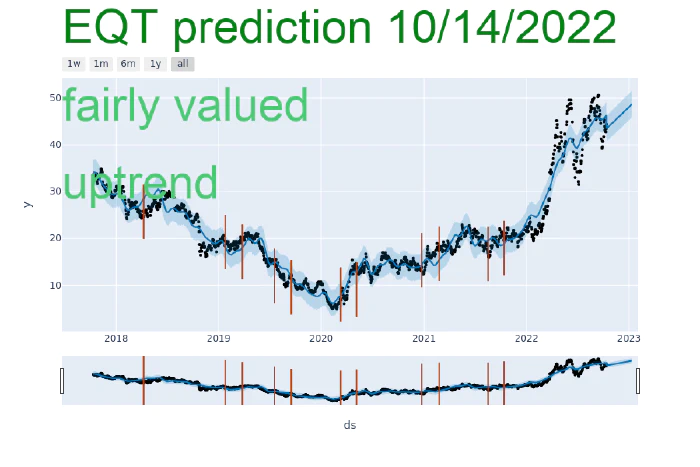 EQT prediction 10/14/2022
1w 1m 6m 1y all
fairly valued
uptrend
50
40
30
20
10
y
2018 2019 2020 2021 2022 2023
ds